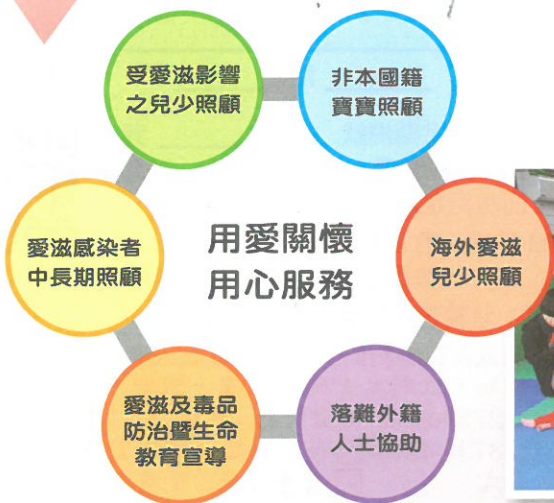 受愛滋影響
之兒少照顧
非本國籍
寶寶照顧
愛滋感染者
中長期照顧
用愛關懷
用心服務
海外愛滋
兒少照顧
愛滋及毒品
防治暨生命
教育宣導
落難外籍
人士協助